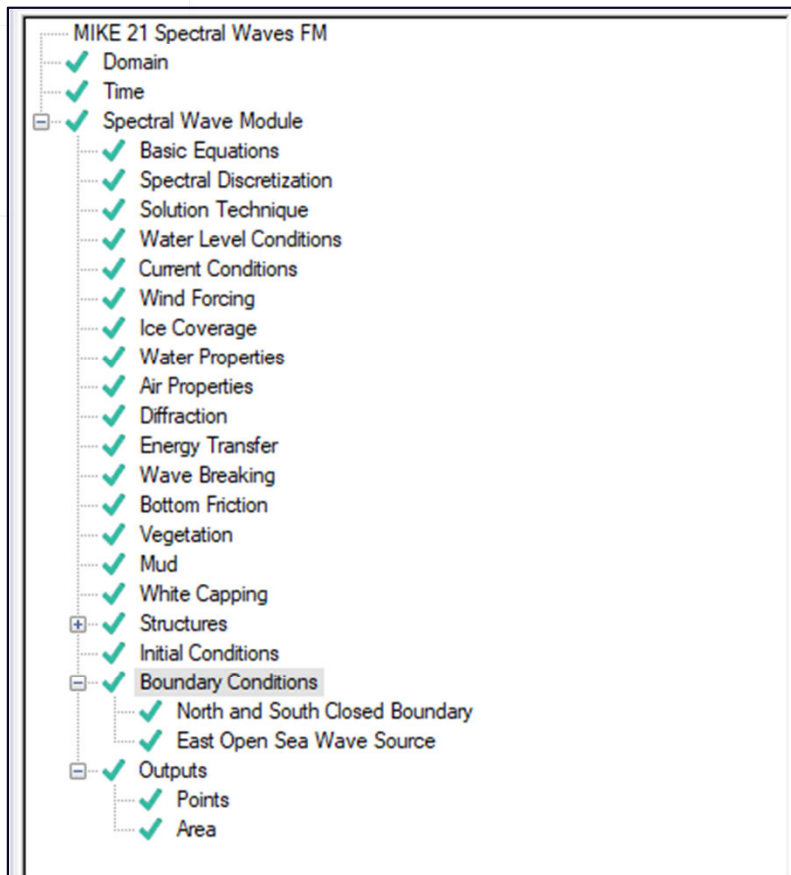 MIKE 21 Spectral Waves FM
Domain
Time
Spectral Wave Module
Basic Equations
Spectral Discretization
Solution Technique
Water Level Conditions
Current Conditions
Wind Forcing
Ice Coverage
Water Properties
Air Properties
Diffraction
Energy Transfer
Wave Breaking
Bottom Friction
Vegetation
Mud
White Capping
Structures
Initial Conditions
Boundary Conditions
North and South Closed Boundary
East Open Sea Wave Source
Outputs
Points
Area